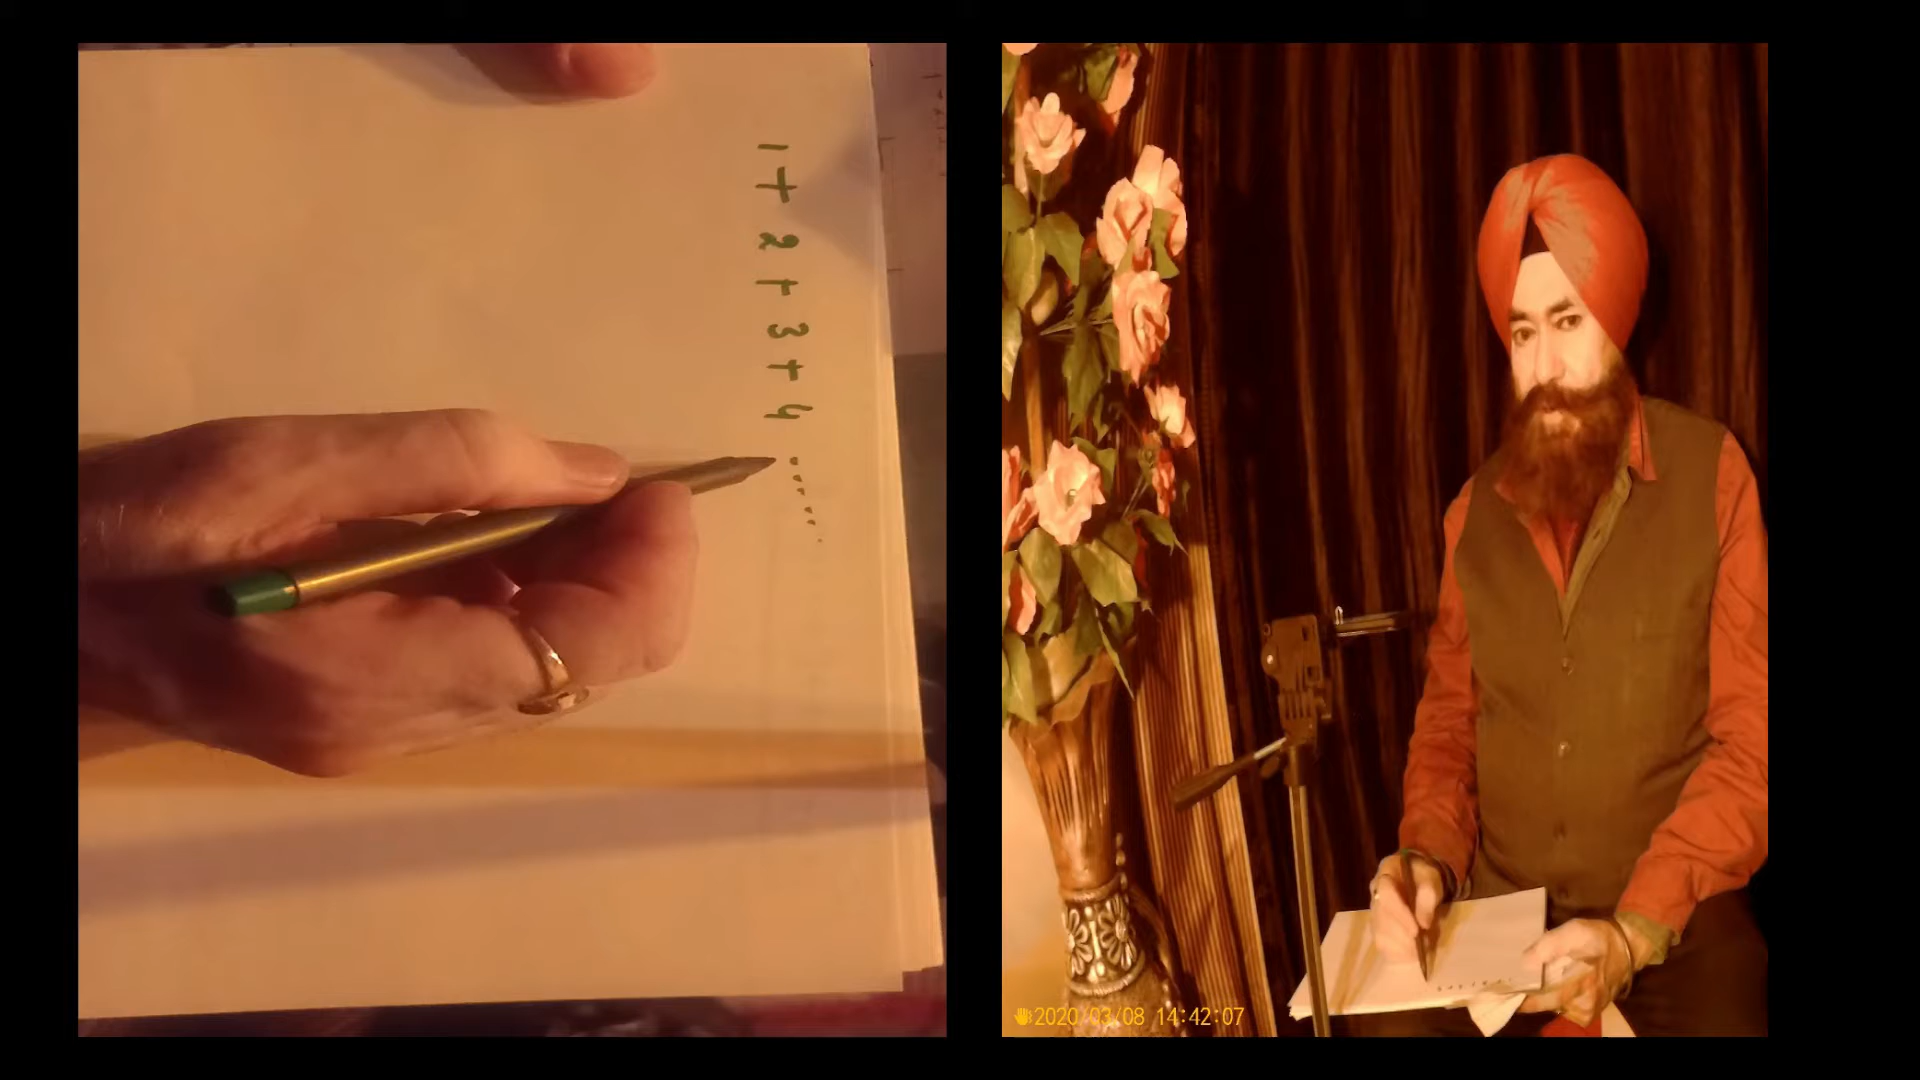 1 + 2 + 3 + 4 ......
2020/03/08 14:42:07